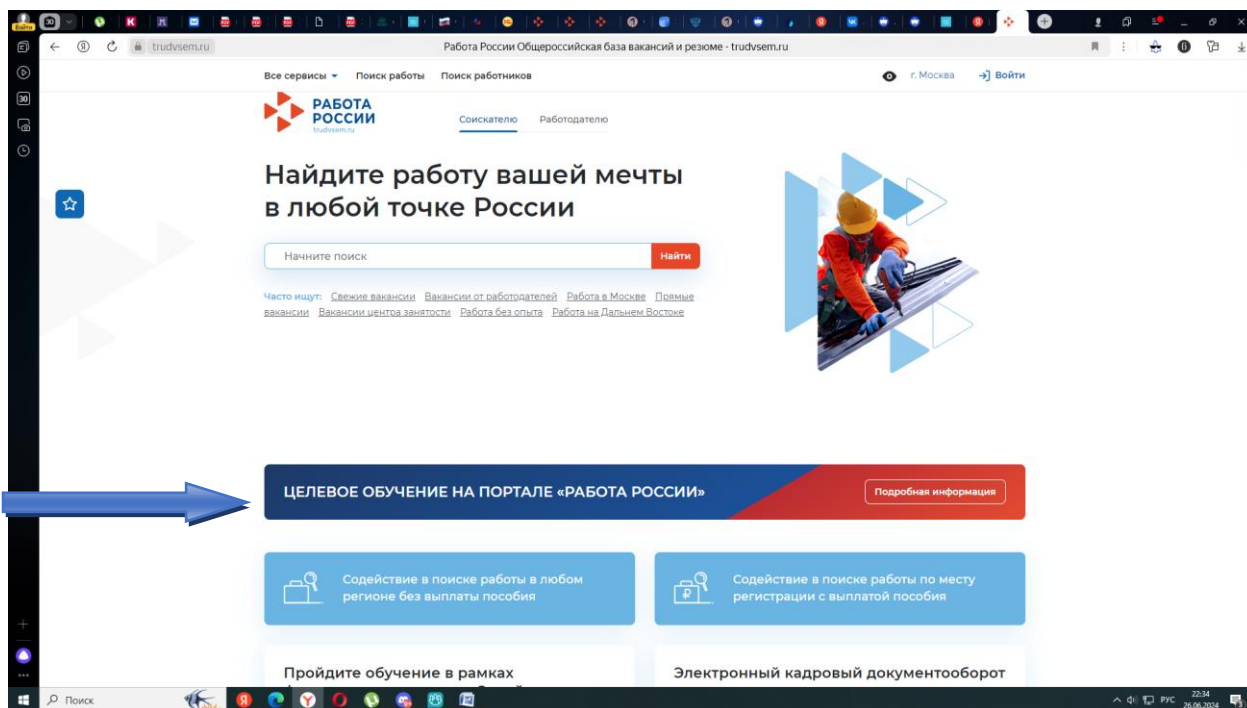 Войти
30
trudvsem.ru
Работа России Общероссийская база вакансий и резюме - trudvsem.ru
30
Все сервисы
Поиск работы
Поиск работников
г. Москва
Войти
РАБОТА
РОССИИ
trudvsem.ru
Соискателю
Работодателю
Найдите работу вашей мечты
в любой точке России
Начните поиск
Найти
Часто ищут: Свежие вакансии Вакансии от работодателей Работа в Москве Прямые
вакансии Вакансии центра занятости Работа без опыта Работа на Дальнем Востоке
ЦЕЛЕВОЕ ОБУЧЕНИЕ НА ПОРТАЛЕ «РАБОТА РОССИИ»
Подробная информация
Содействие в поиске работы в любом
регионе без выплаты пособия
Содействие в поиске работы по месту
регистрации с выплатой пособия
Пройдите обучение в рамках
Электронный кадровый документооборот
Поиск
РУС
22:34
26.06.2024